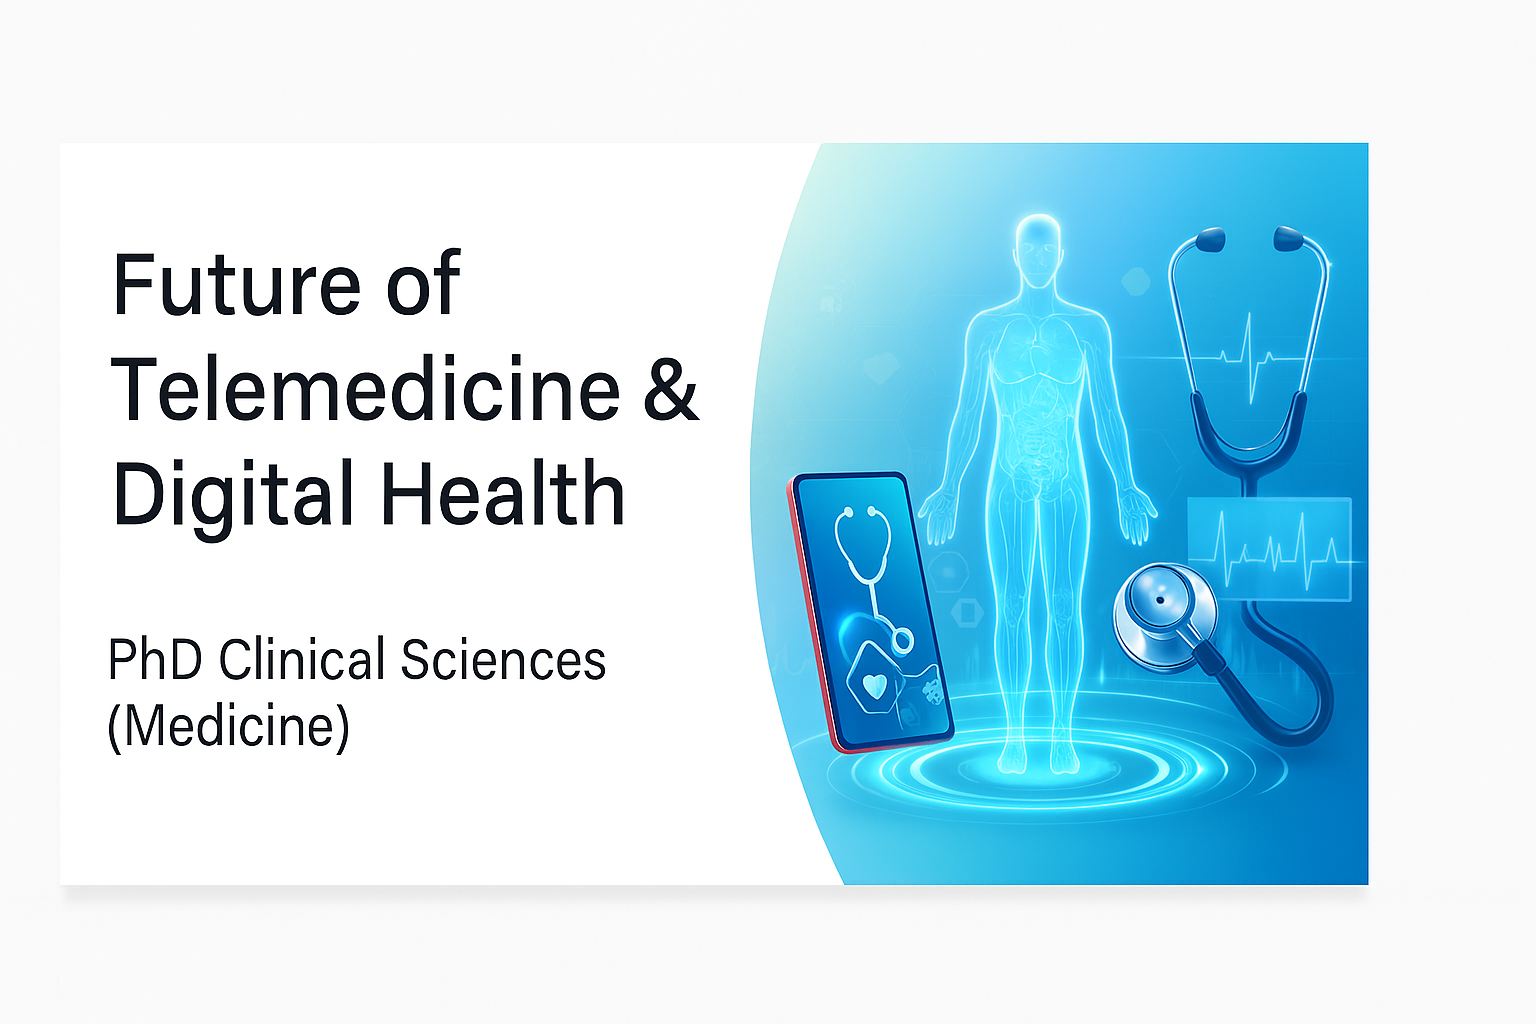 Future of
Telemedicine &
Digital Health
PhD Clinical Sciences
(Medicine)